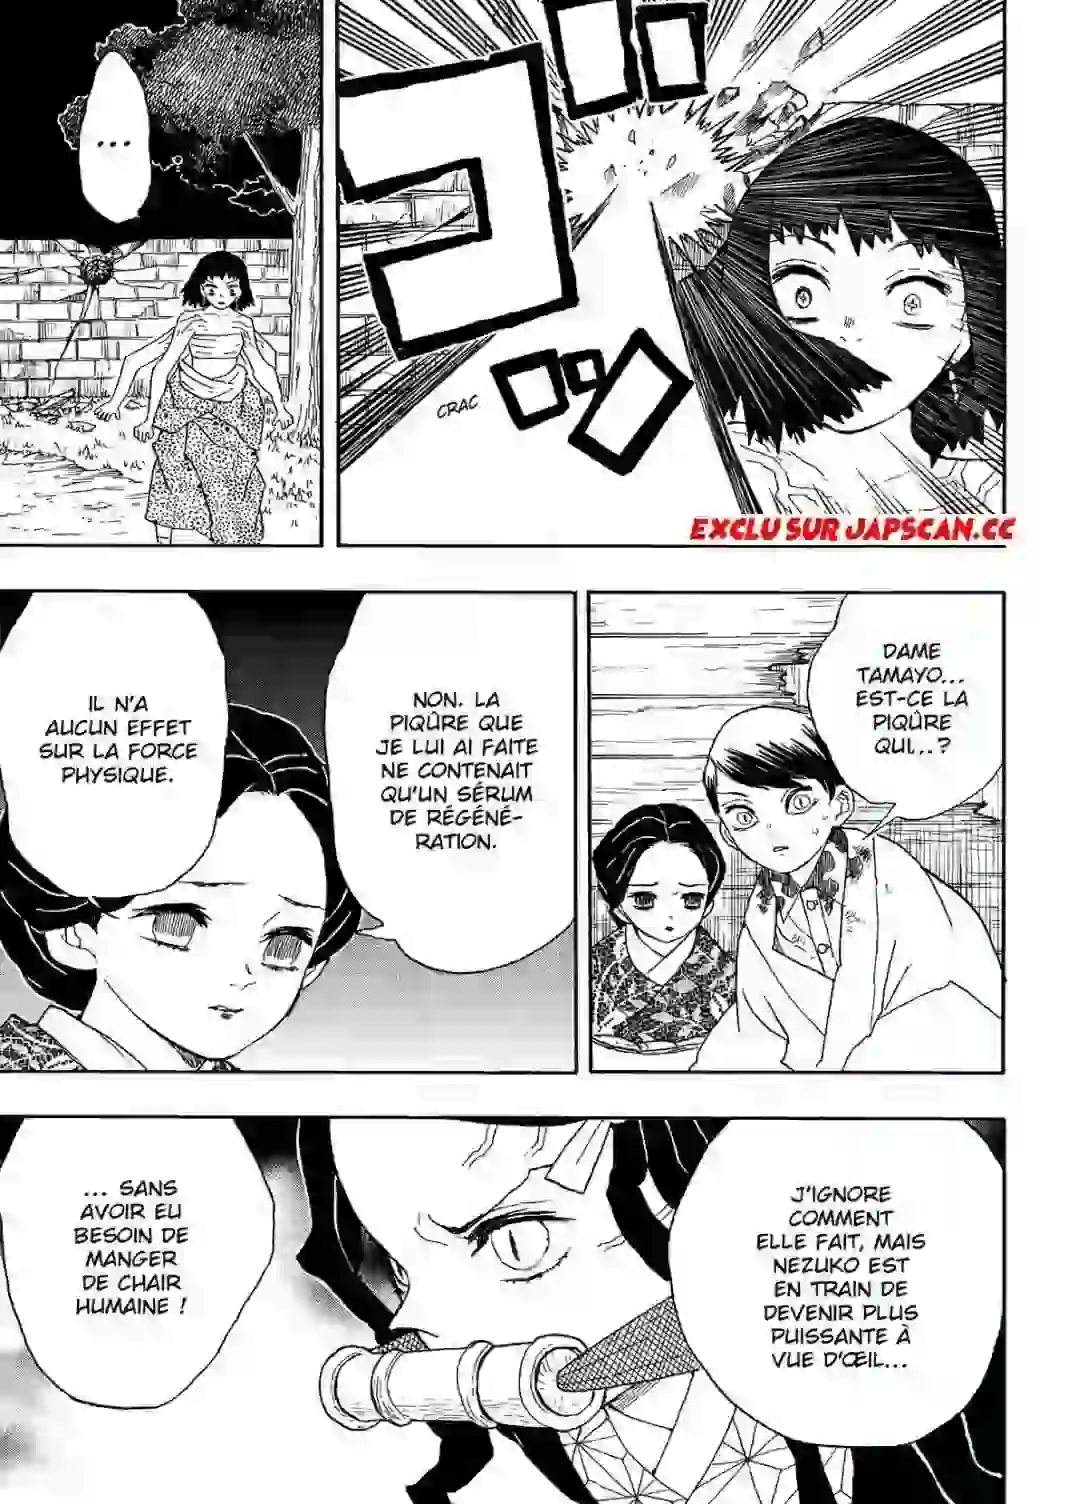 ゴ
ガッ
CRAC
...
EXCLU SUR JAPSCAN.CC
DAME
TAMAYO...
EST-CE LA
PIQÛRE
QUI...?
NON. LA
PIQÛRE QUE
JE LUI AI FAITE
NE CONTENAIT
QU'UN SÉRUM
DE RÉGÉNÉ-
RATION.
IL N'A
AUCUN EFFET
SUR LA FORCE
PHYSIQUE.
J'IGNORE
COMMENT
ELLE FAIT, MAIS
NEZUKO EST
EN TRAIN DE
DEVENIR PLUS
PUISSANTE À
VUE D'ŒIL...
... SANS
AVOIR EU
BESOIN DE
MANGER
DE CHAIR
HUMAINE !